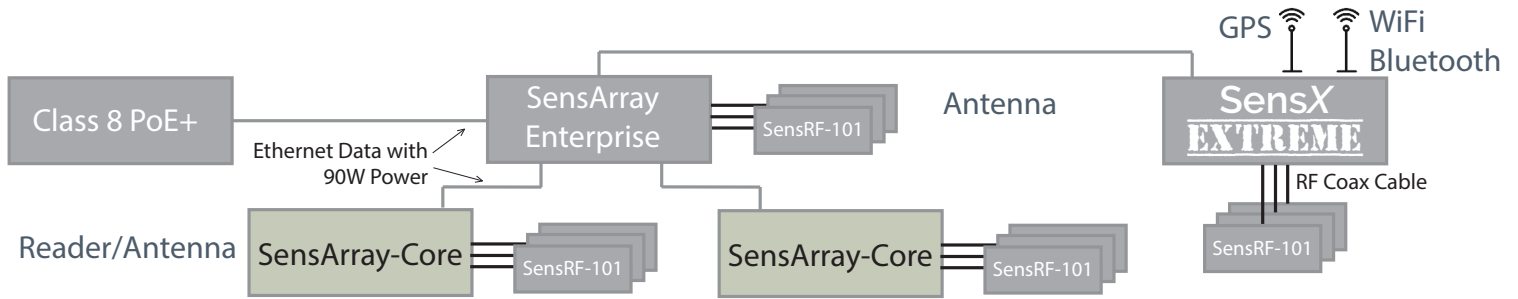 GPS
WiFi
Bluetooth
Class 8 PoE+
SensArray
Enterprise
SensRF-101
Antenna
SensX
EXTREME
Ethernet Data with
90W Power
RF Coax Cable
Reader/Antenna
SensArray-Core
SensRF-101
SensArray-Core
SensRF-101
SensRF-101